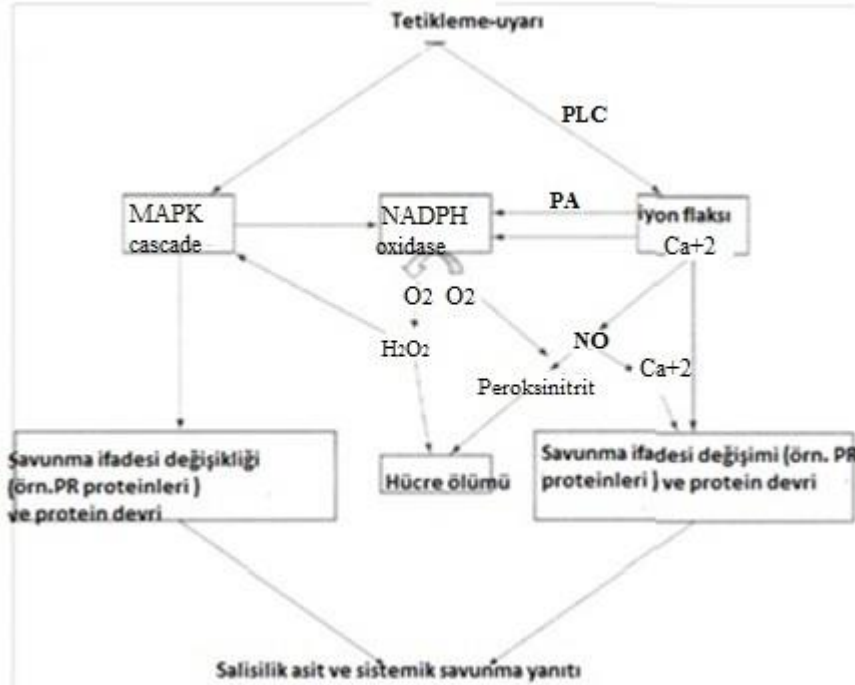 Tetikleme-uyarı
PLC
MAPK
cascade
NADPH
oxidase
PA
iyon flaksı
Ca+2
O2 O2
H2O2
NO
Ca+2
Peroksinitrit
Savunma ifadesi değişikliği
(örn.PR proteinleri )
ve protein devri
Hücre ölümü
Savunma ifadesi değişimi (örn. PR
proteinleri ) ve protein devri
Salisilik asit ve sistemik savunma yanıtı